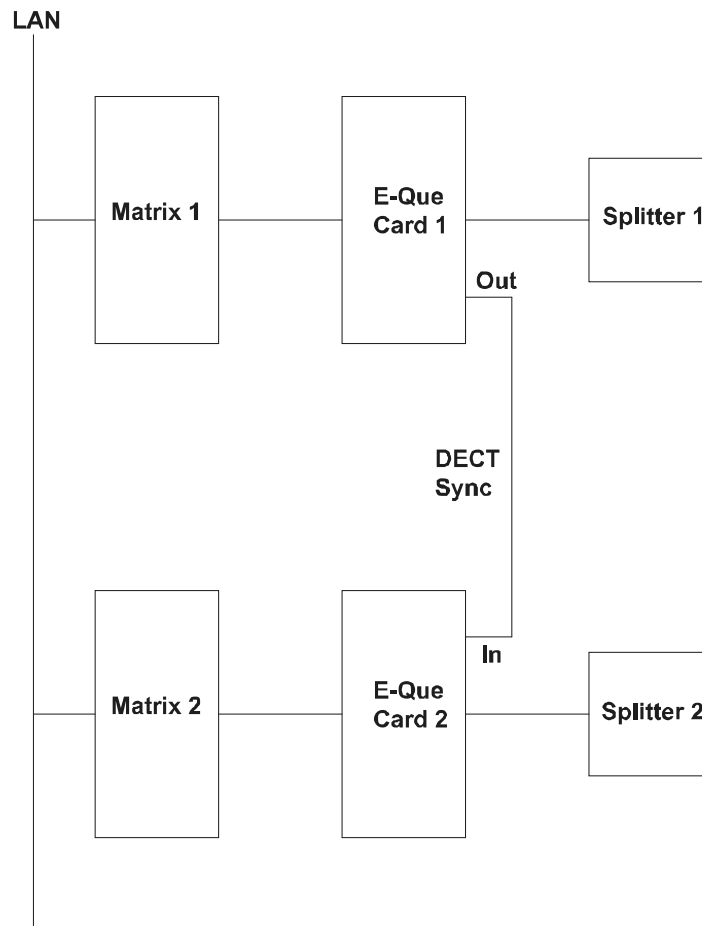 LAN
Matrix 1
E-Que
Card 1
Splitter 1
Out
DECT
Sync
In
Matrix 2
E-Que
Card 2
Splitter 2